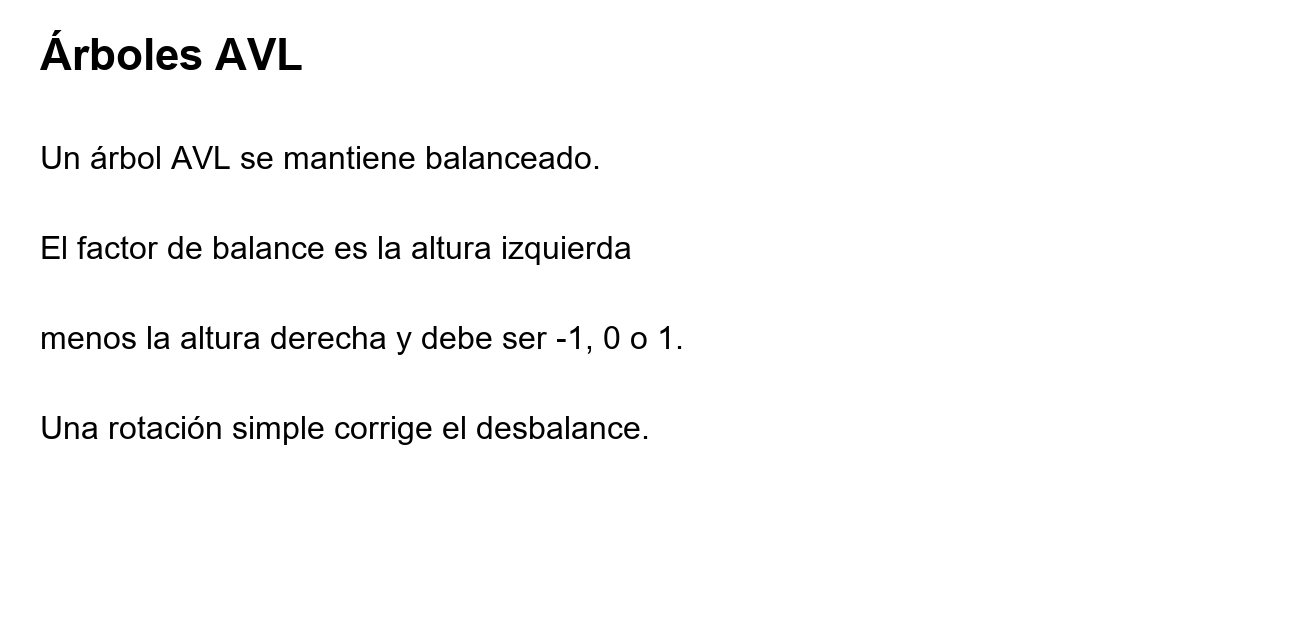 Árboles AVL
Un árbol AVL se mantiene balanceado.
El factor de balance es la altura izquierda
menos la altura derecha y debe ser -1, 0 o 1.
Una rotación simple corrige el desbalance.